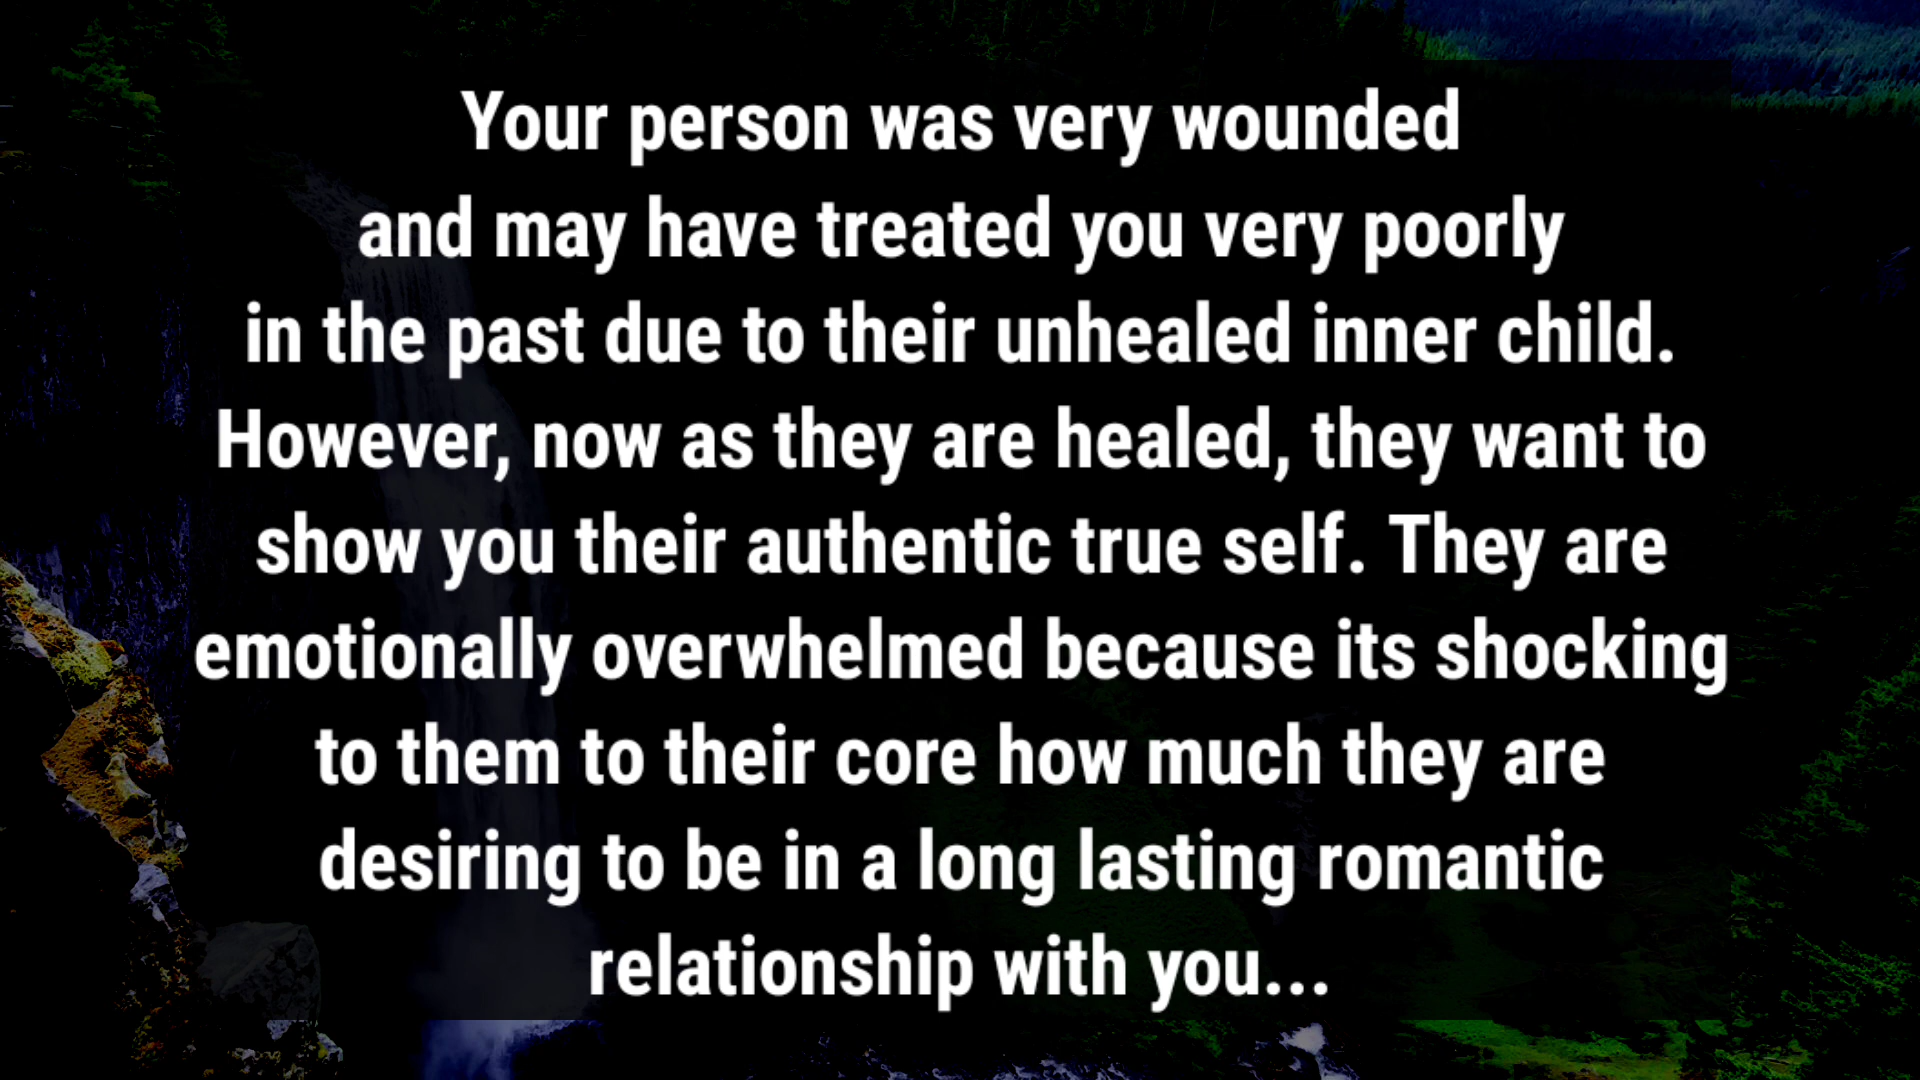 Your person was very wounded
and may have treated you very poorly
in the past due to their unhealed inner child.
However, now as they are healed, they want to
show you their authentic true self. They are
emotionally overwhelmed because its shocking
to them to their core how much they are
desiring to be in a long lasting romantic
relationship with you...